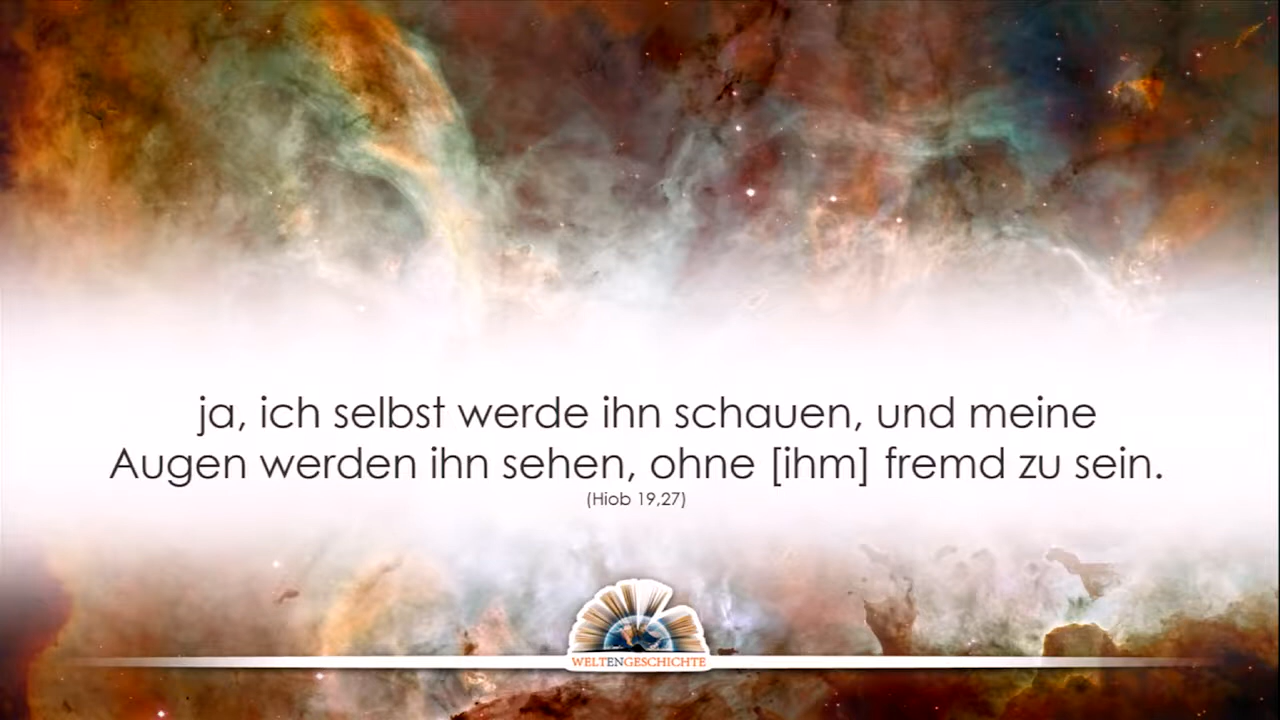 ja, ich selbst werde ihn schauen, und meine
Augen werden ihn sehen, ohne [ihm] fremd zu sein.
(Hiob 19,27)
WELTENGESCHICHTE